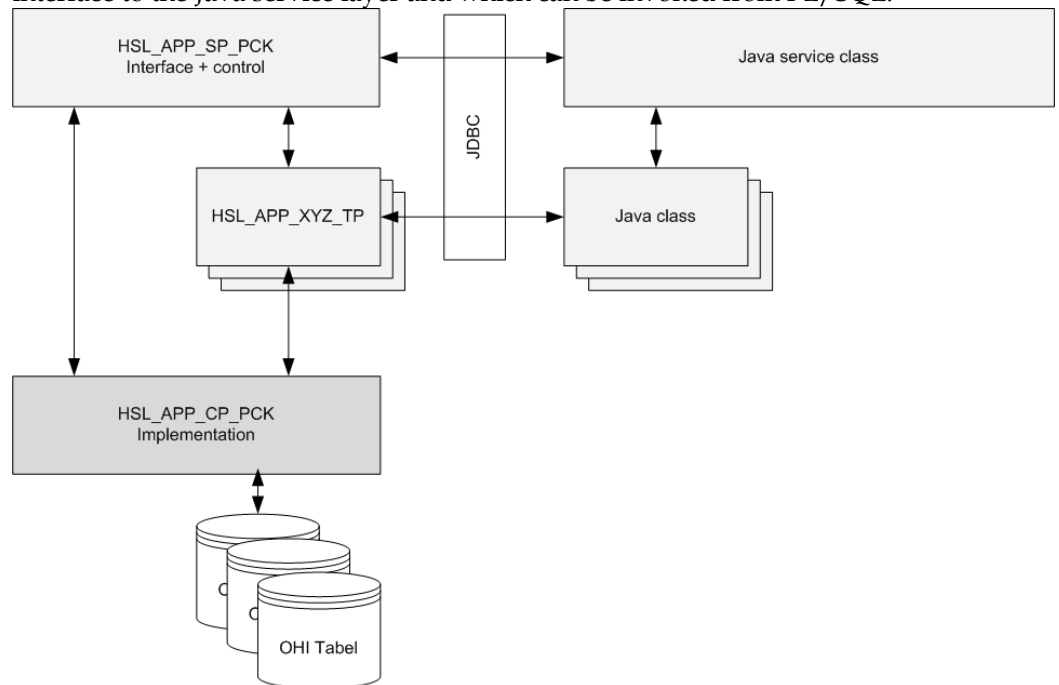 interface to the Java service layer and which can be invoked from PL/SQL.
HSL_APP_SP_PCK
Interface + control
Java service class
JDBC
HSL_APP_XYZ_TP
Java class
HSL_APP_CP_PCK
Implementation
OHI Tabel